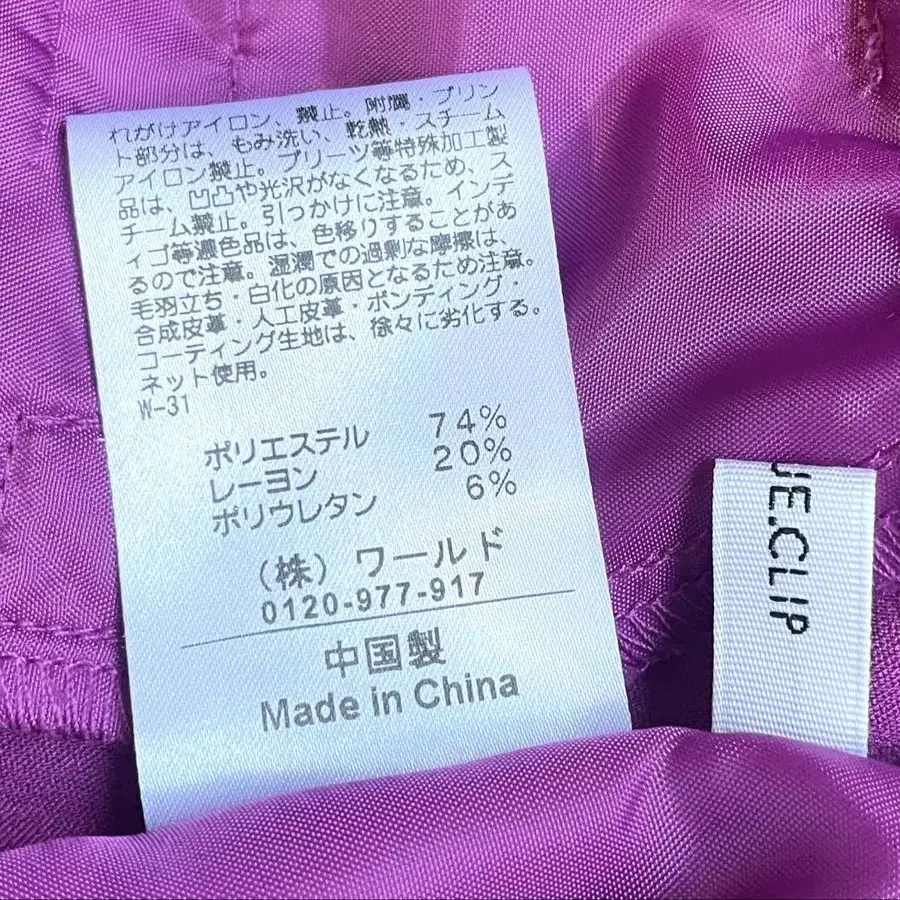 れがけアイロン、禁止。附属・プリン
ト部分は、もみ洗い、乾熱・スチーム
アイロン禁止。プリーツ等特殊加工製
品は、凹凸や光沢がなくなるため、ス
チーム禁止。引っかけに注意。インデ
ィゴ等濃色品は、色移りすることがあ
るので注意。湿潤での過剰な摩擦は、
毛羽立ち・白化の原因となるため注意。
合成皮革・人工皮革・ボンディング・
コーティング生地は、徐々に劣化する。
ネット使用。
W-31
ポリエステル 74%
レーヨン 20%
ポリウレタン 6%
（株）ワールド
0120-977-917
中国製
Made in China
UE.CLIP